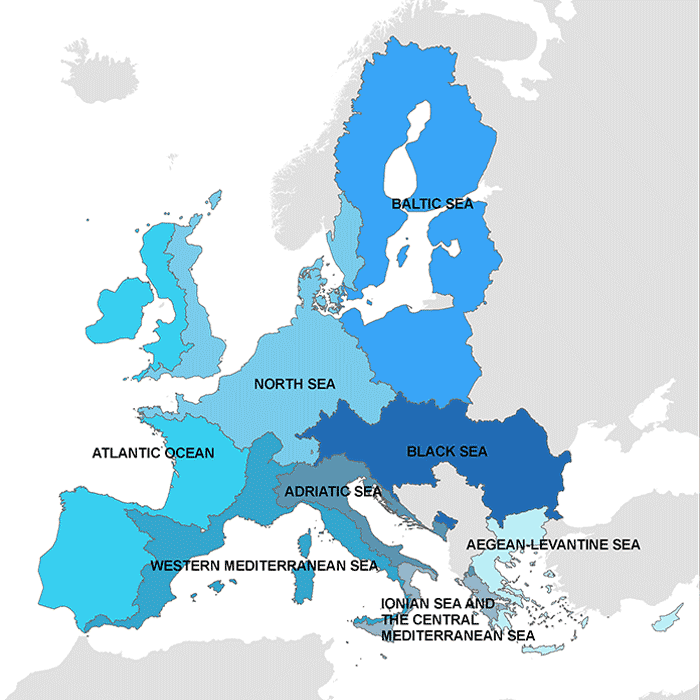 BALTIC SEA
NORTH SEA
ATLANTIC OCEAN
BLACK SEA
ADRIATIC SEA
AEGEAN-LEVANTINE SEA
WESTERN MEDITERRANEAN SEA
IONIAN SEA AND
THE CENTRAL
MEDITERRANEAN SEA